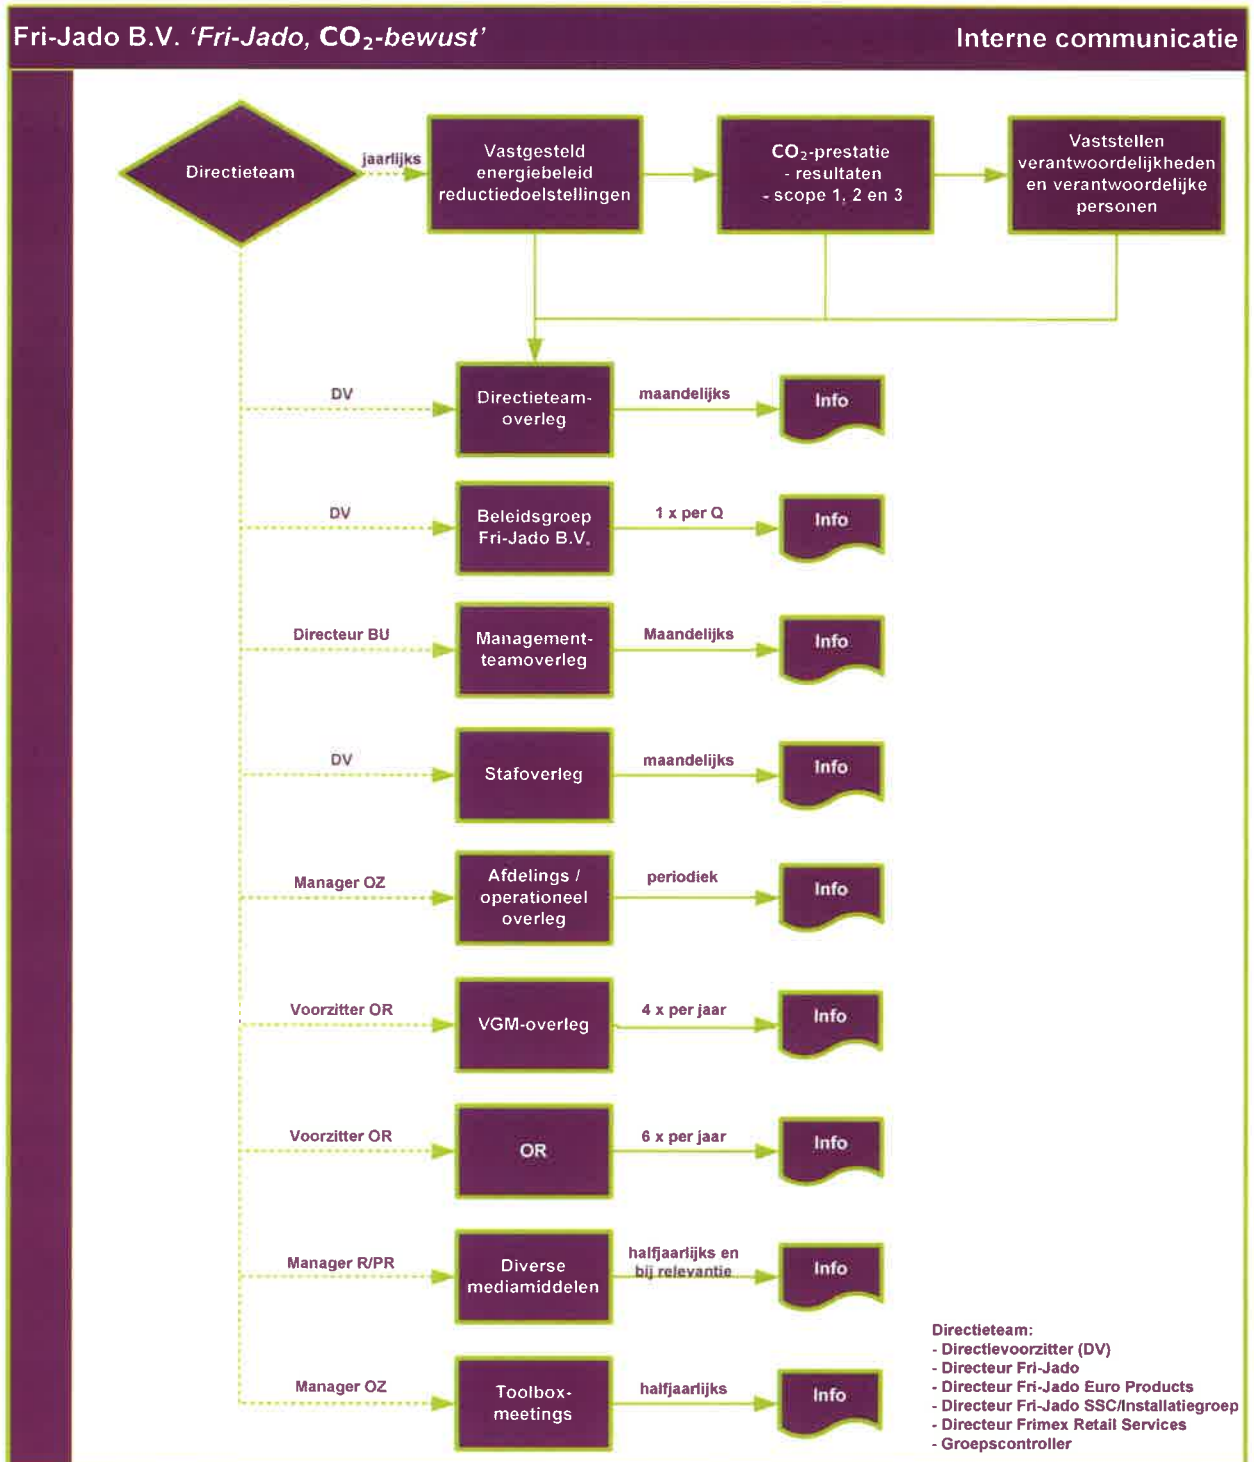 Fri-Jado B.V. 'Fri-Jado, CO₂-bewust'
Interne communicatie
Directieteam
jaarlijks
Vastgesteld
energiebeleid
reductiedoelstellingen
CO₂-prestatie
- resultaten
- scope 1, 2 en 3
Vaststellen
verantwoordelijkheden
en verantwoordelijke
personen
DV
Directieteam-
overleg
maandelijks
Info
DV
Beleidsgroep
Fri-Jado B.V.
1 x per Q
Info
Directeur BU
Management-
teamoverleg
Maandelijks
Info
DV
Stafoverleg
maandelijks
Info
Manager OZ
Afdelings /
operationeel
overleg
periodiek
Info
Voorzitter OR
VGM-overleg
4 x per jaar
Info
Voorzitter OR
OR
6 x per jaar
Info
Manager R/PR
Diverse
mediamiddelen
halfjaarlijks en
bij relevantie
Info
Manager OZ
Toolbox-
meetings
halfjaarlijks
Info
Directieteam:
- Directievoorzitter (DV)
- Directeur Fri-Jado
- Directeur Fri-Jado Euro Products
- Directeur Fri-Jado SSC/Installatiegroep
- Directeur Frimex Retail Services
- Groepscontroller